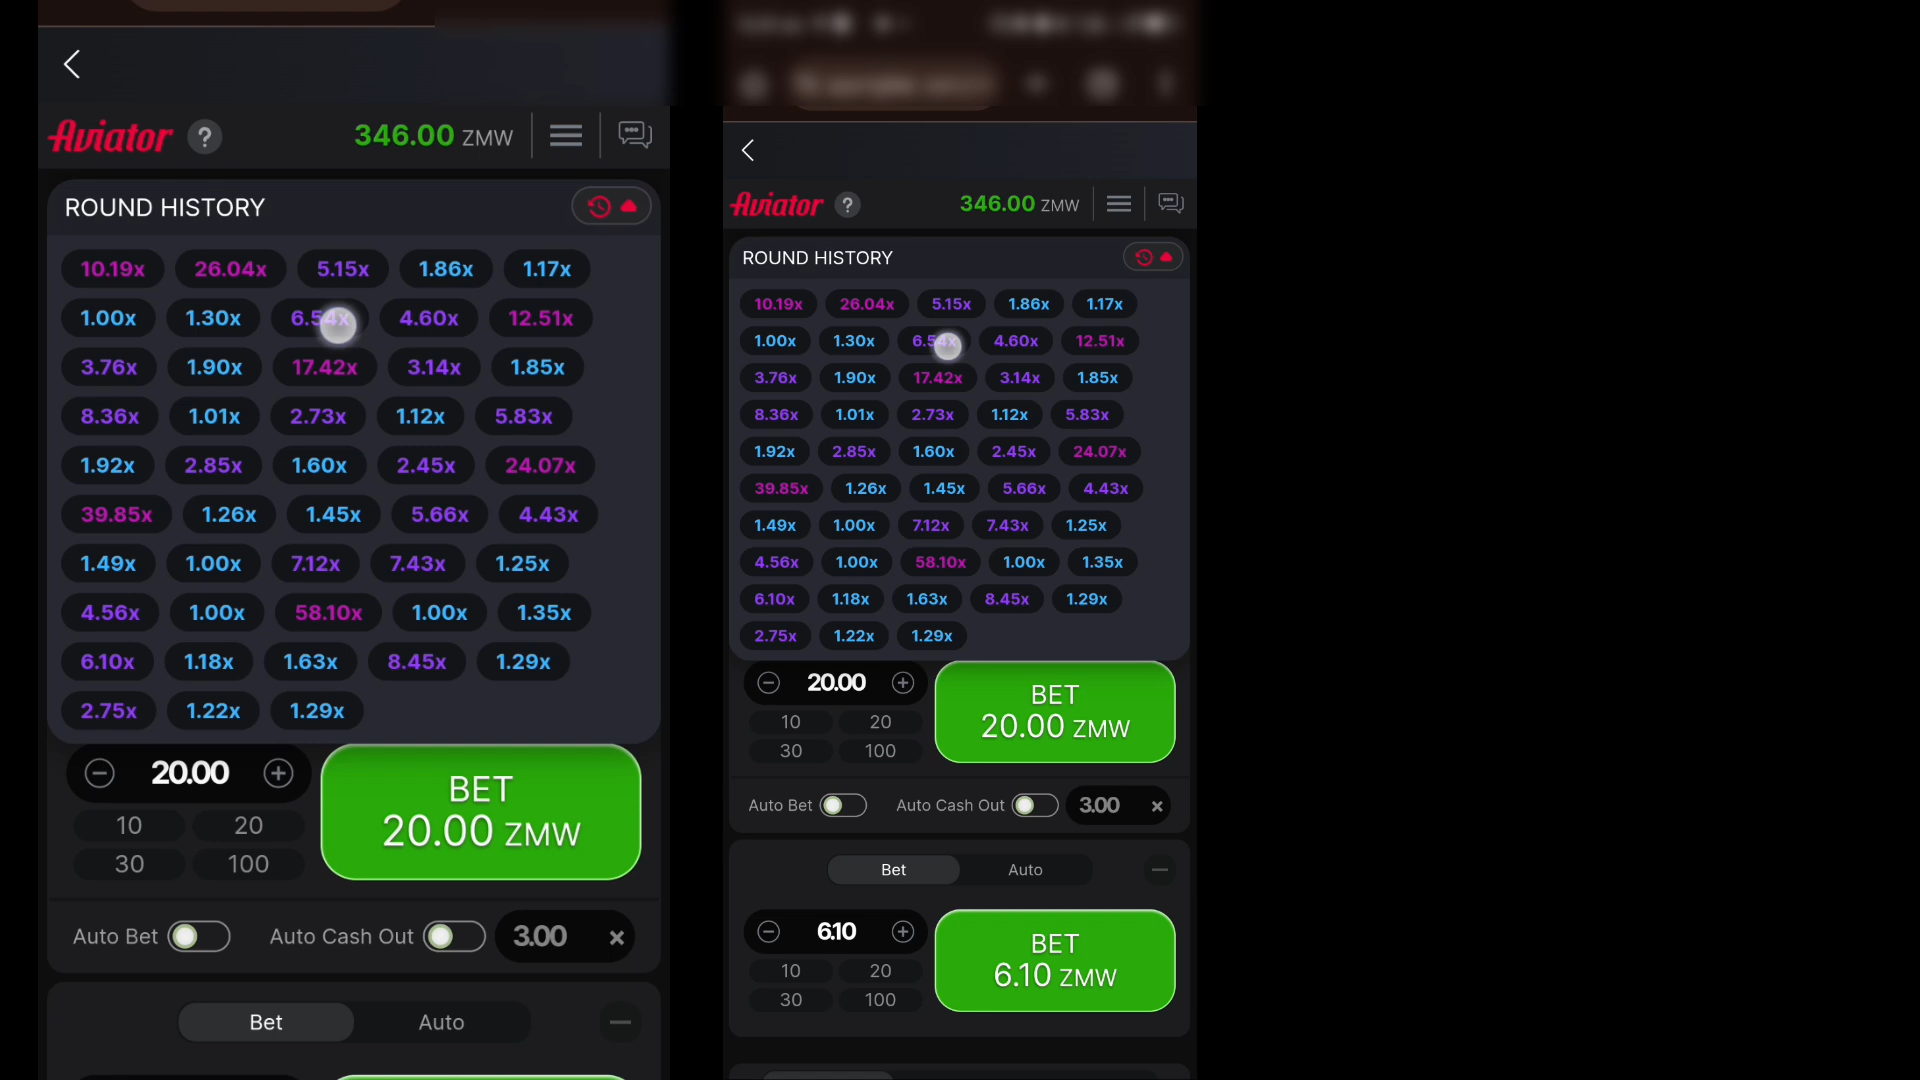 Aviator ? 346.00 ZMW
ROUND HISTORY
10.19x 26.04x 5.15x 1.86x 1.17x
1.00x 1.30x 6.54x 4.60x 12.51x
3.76x 1.90x 17.42x 3.14x 1.85x
8.36x 1.01x 2.73x 1.12x 5.83x
1.92x 2.85x 1.60x 2.45x 24.07x
39.85x 1.26x 1.45x 5.66x 4.43x
1.49x 1.00x 7.12x 7.43x 1.25x
4.56x 1.00x 58.10x 1.00x 1.35x
6.10x 1.18x 1.63x 8.45x 1.29x
2.75x 1.22x 1.29x
20.00
10 20
30 100
BET
20.00 ZMW
Auto Bet Auto Cash Out 3.00 ×
Bet Auto
Aviator ? 346.00 ZMW
ROUND HISTORY
10.19x 26.04x 5.15x 1.86x 1.17x
1.00x 1.30x 6.54x 4.60x 12.51x
3.76x 1.90x 17.42x 3.14x 1.85x
8.36x 1.01x 2.73x 1.12x 5.83x
1.92x 2.85x 1.60x 2.45x 24.07x
39.85x 1.26x 1.45x 5.66x 4.43x
1.49x 1.00x 7.12x 7.43x 1.25x
4.56x 1.00x 58.10x 1.00x 1.35x
6.10x 1.18x 1.63x 8.45x 1.29x
2.75x 1.22x 1.29x
20.00
10 20
30 100
BET
20.00 ZMW
Auto Bet Auto Cash Out 3.00 ×
Bet Auto
6.10
10 20
30 100
BET
6.10 ZMW